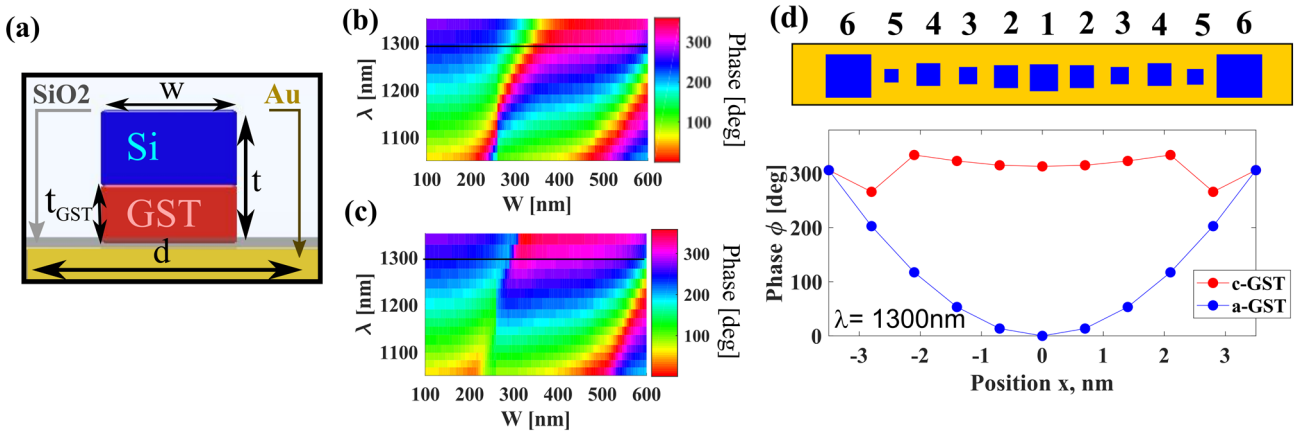 (a)
SiO2
W
Au
Si
t
tGST
GST
d
(b)
1300
1200
1100
λ [nm]
100 200 300 400 500 600
W [nm]
300
200
100
Phase [deg]
(c)
1300
1200
1100
λ [nm]
100 200 300 400 500 600
W [nm]
300
200
100
Phase [deg]
(d)
6 5 4 3 2 1 2 3 4 5 6
300
200
100
0
Phase ϕ [deg]
λ= 1300nm
c-GST
a-GST
-3 -2 -1 0 1 2 3
Position x, nm